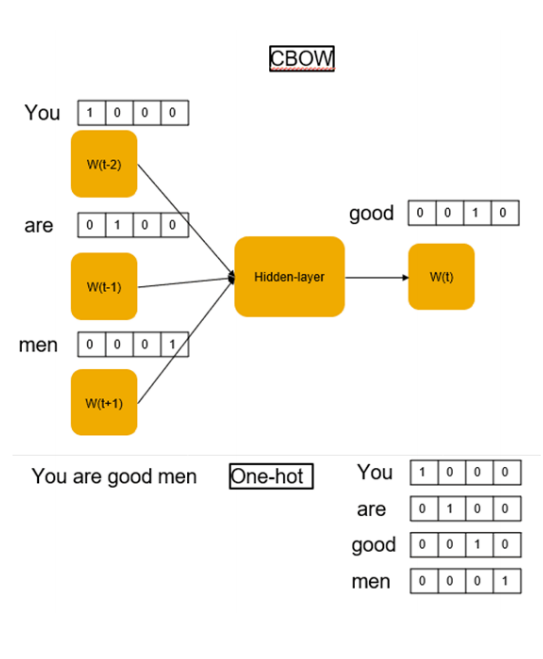 CBOW
You 1 0 0 0
W(t-2)
are 0 1 0 0
good 0 0 1 0
W(t-1)
Hidden-layer
W(t)
men 0 0 0 1
W(t+1)
You are good men
One-hot
You 1 0 0 0
are 0 1 0 0
good 0 0 1 0
men 0 0 0 1